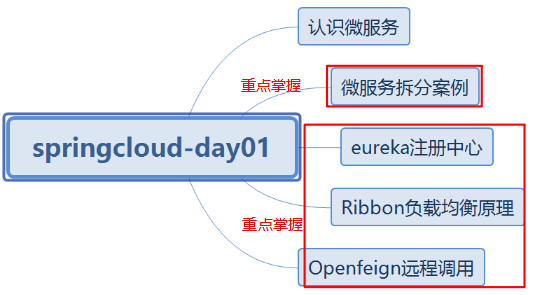 认识微服务
重点掌握
微服务拆分案例
springcloud-day01
eureka注册中心
Ribbon负载均衡原理
重点掌握
Openfeign远程调用